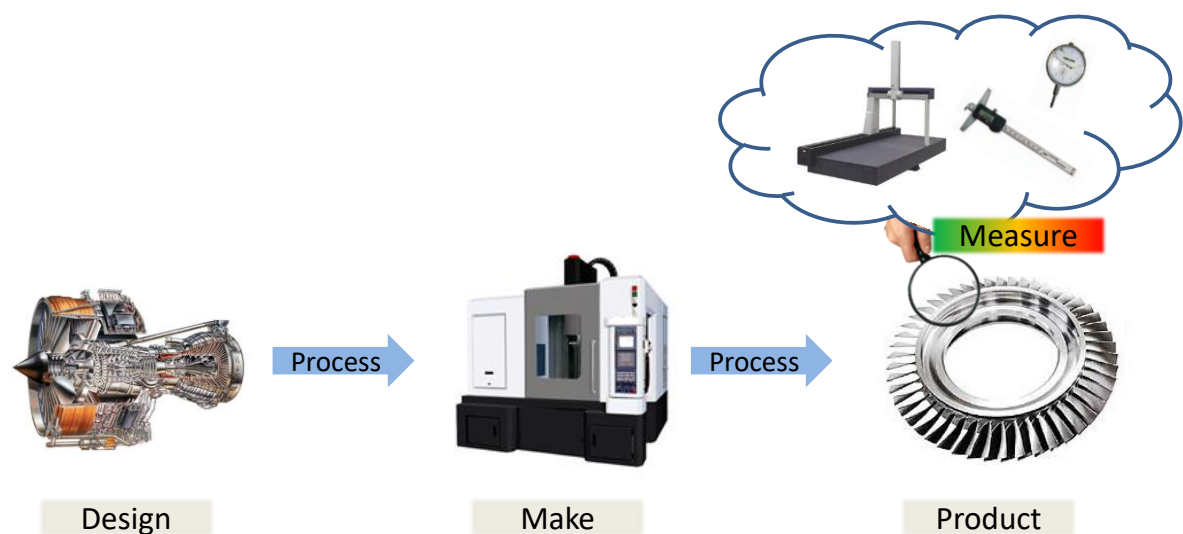 Measure
Process
Process
Design
Make
Product